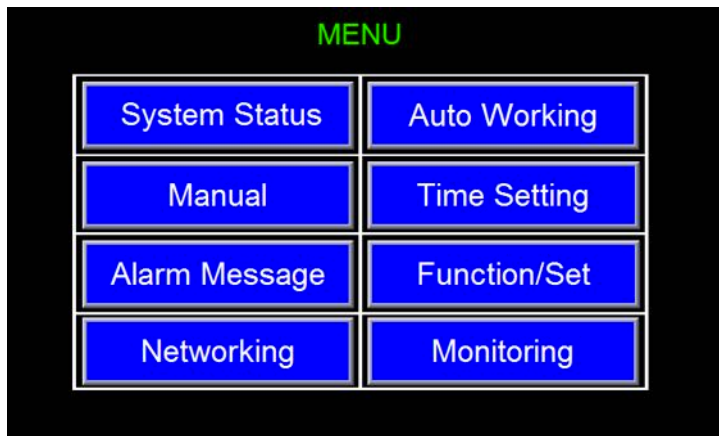 MENU
System Status
Auto Working
Manual
Time Setting
Alarm Message
Function/Set
Networking
Monitoring